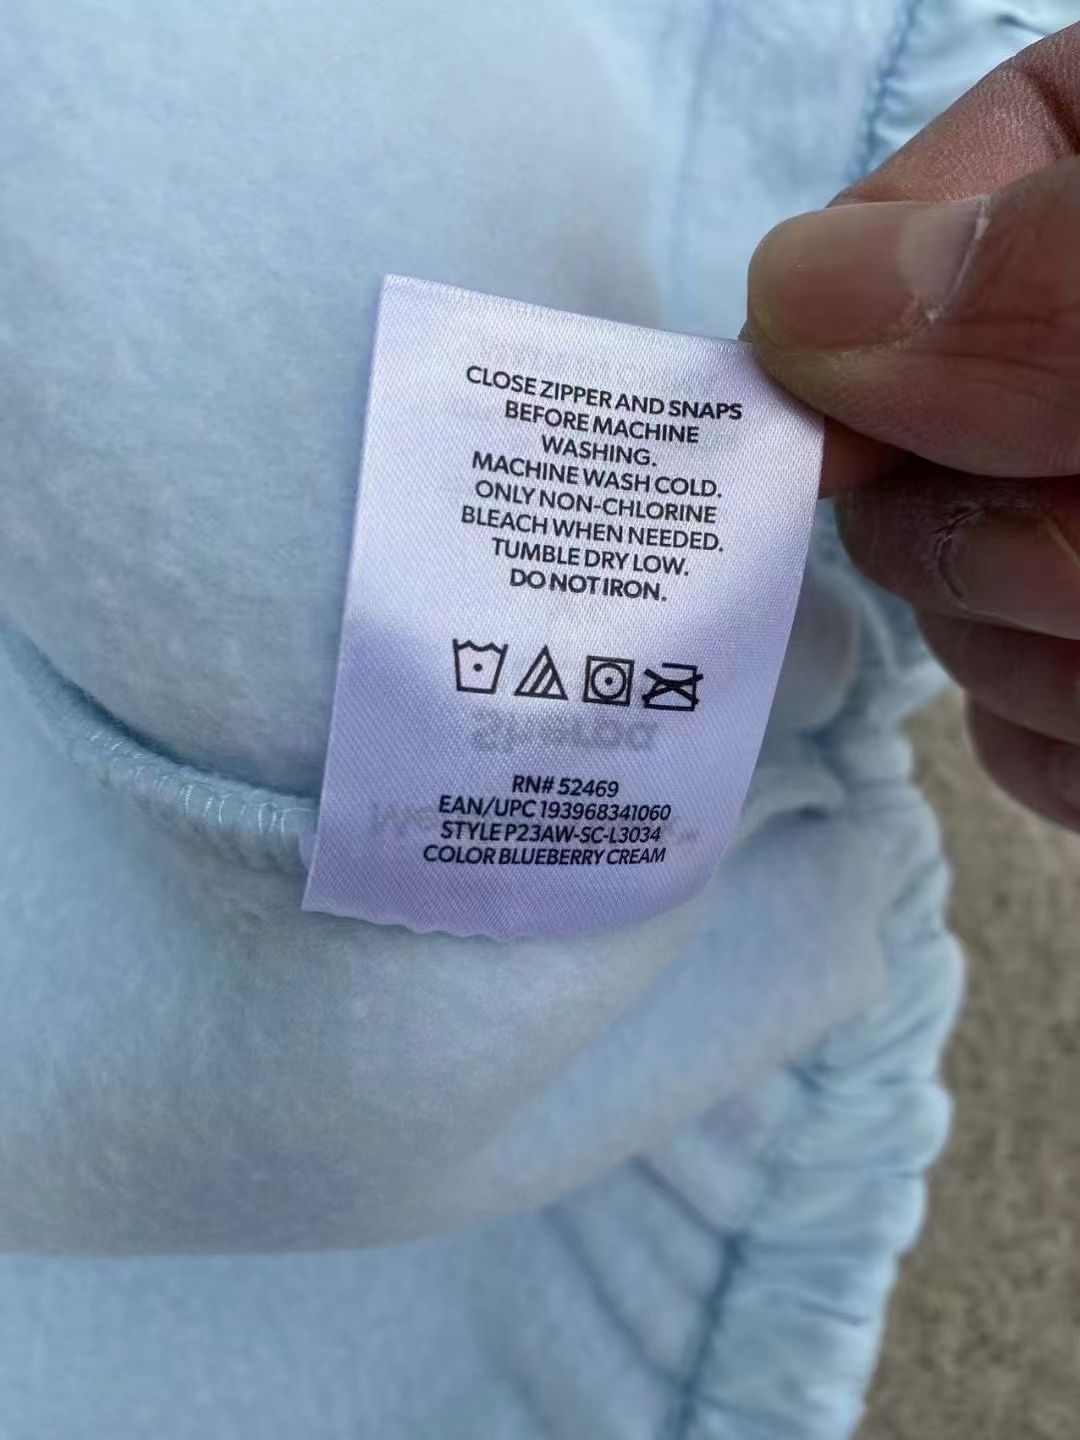 CLOSE ZIPPER AND SNAPS
BEFORE MACHINE
WASHING.
MACHINE WASH COLD.
ONLY NON-CHLORINE
BLEACH WHEN NEEDED.
TUMBLE DRY LOW.
DO NOT IRON.
RN# 52469
EAN/UPC 193968341060
STYLE P23AW-SC-L3034
COLOR BLUEBERRY CREAM